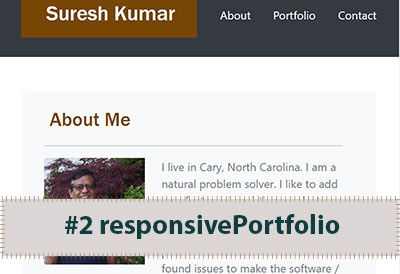 Suresh Kumar
About Portfolio Contact
About Me
I live in Cary, North Carolina. I am a
natural problem solver. I like to add
#2 responsivePortfolio
found issues to make the software /